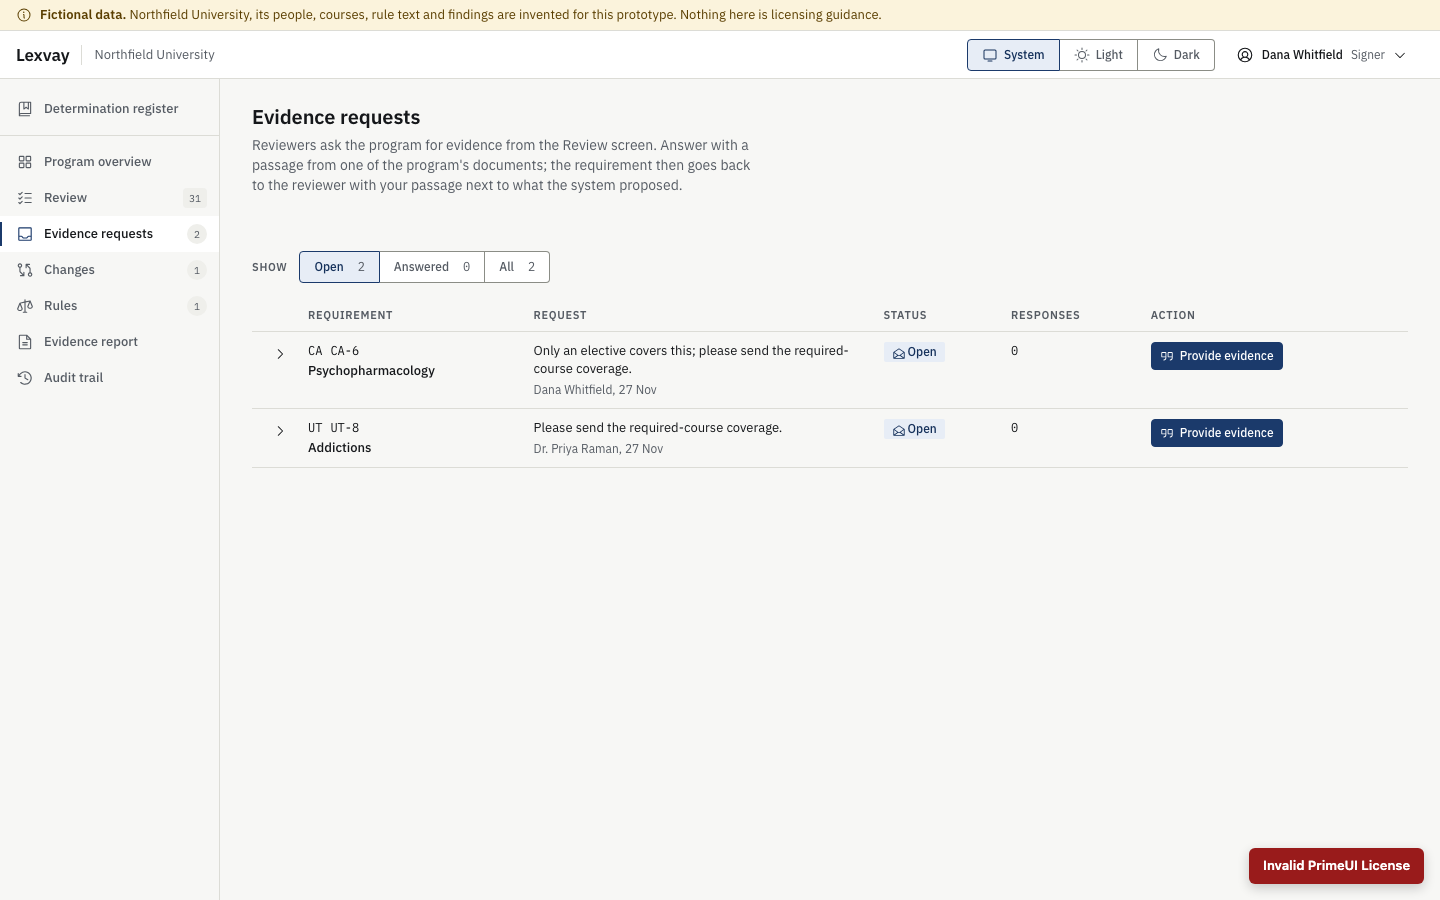 Fictional data. Northfield University, its people, courses, rule text and findings are invented for this prototype. Nothing here is licensing guidance.
Lexvay
Northfield University
System
Light
Dark
Dana Whitfield Signer
Determination register
Program overview
Review 31
Evidence requests 2
Changes 1
Rules 1
Evidence report
Audit trail
Evidence requests
Reviewers ask the program for evidence from the Review screen. Answer with a
passage from one of the program's documents; the requirement then goes back
to the reviewer with your passage next to what the system proposed.
SHOW
Open 2
Answered 0
All 2
REQUIREMENT REQUEST STATUS RESPONSES ACTION
CA CA-6
Psychopharmacology
Only an elective covers this; please send the required-
course coverage.
Dana Whitfield, 27 Nov
Open
0
Provide evidence
UT UT-8
Addictions
Please send the required-course coverage.
Dr. Priya Raman, 27 Nov
Open
0
Provide evidence
Invalid PrimeUI License